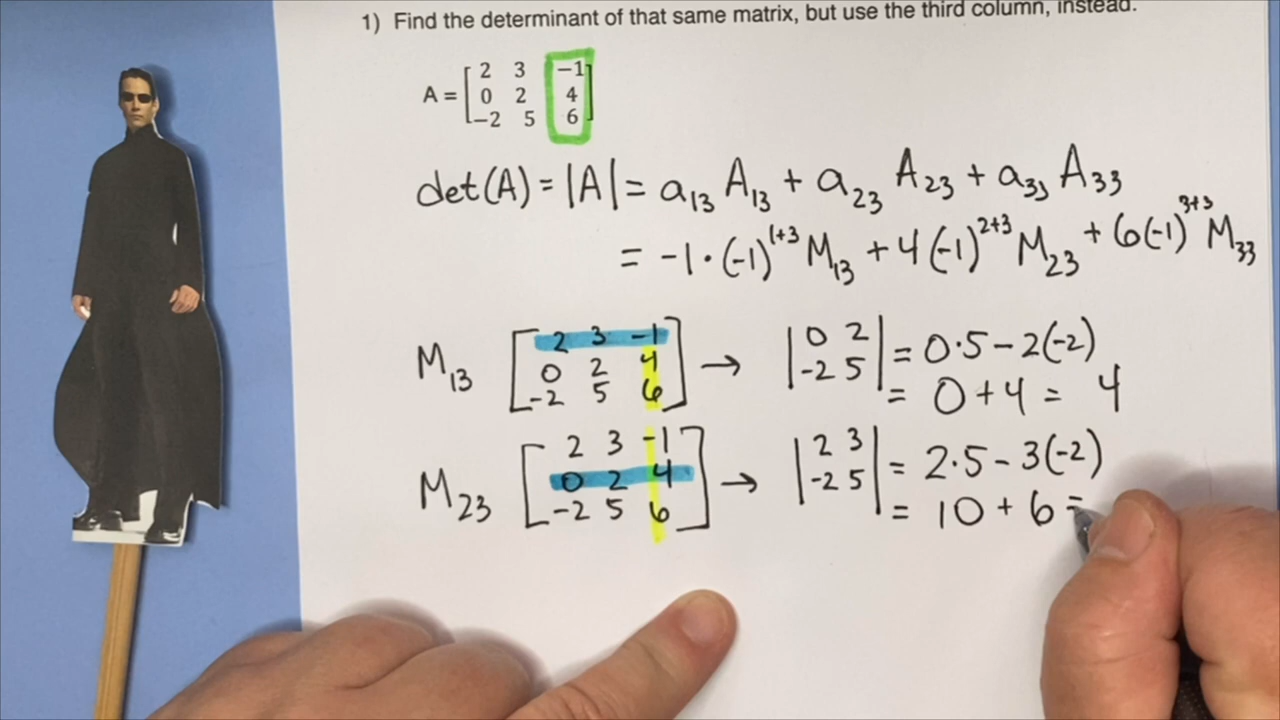 1) Find the determinant of that same matrix, but use the third column, instead.
2 3 -1
A = 0 2 4
-2 5 6
det(A) = |A| = a₁₃ A₁₃ + a₂₃ A₂₃ + a₃₃ A₃₃
= -1 · (-1)¹⁺³ M₁₃ + 4(-1)²⁺³ M₂₃ + 6(-1)³⁺³ M₃₃
2 3 -1
M₁₃ 0 2 4 → |0 2| = 0·5 - 2(-2)
-2 5 6 |-2 5| = 0 + 4 = 4
2 3 -1
M₂₃ 0 2 4 → |2 3| = 2·5 - 3(-2)
-2 5 6 |-2 5| = 10 + 6 =